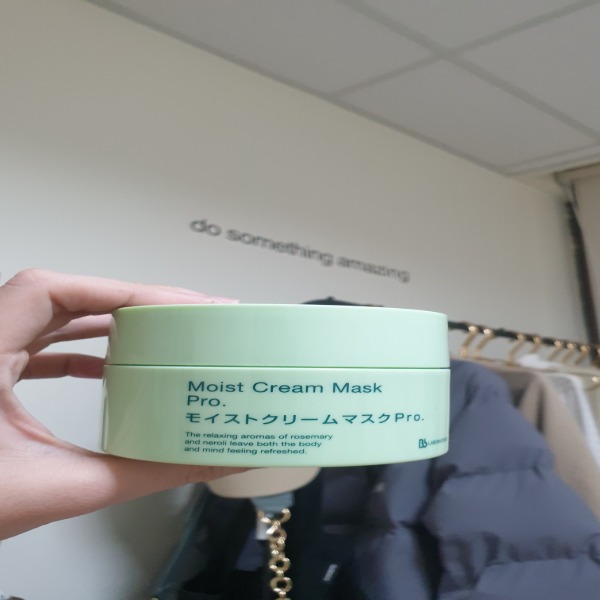 do something amazing
Moist Cream Mask
Pro.
モイストクリームマスクPro.
The relaxing aromas of rosemary
and neroli leave both the body
and mind feeling refreshed.